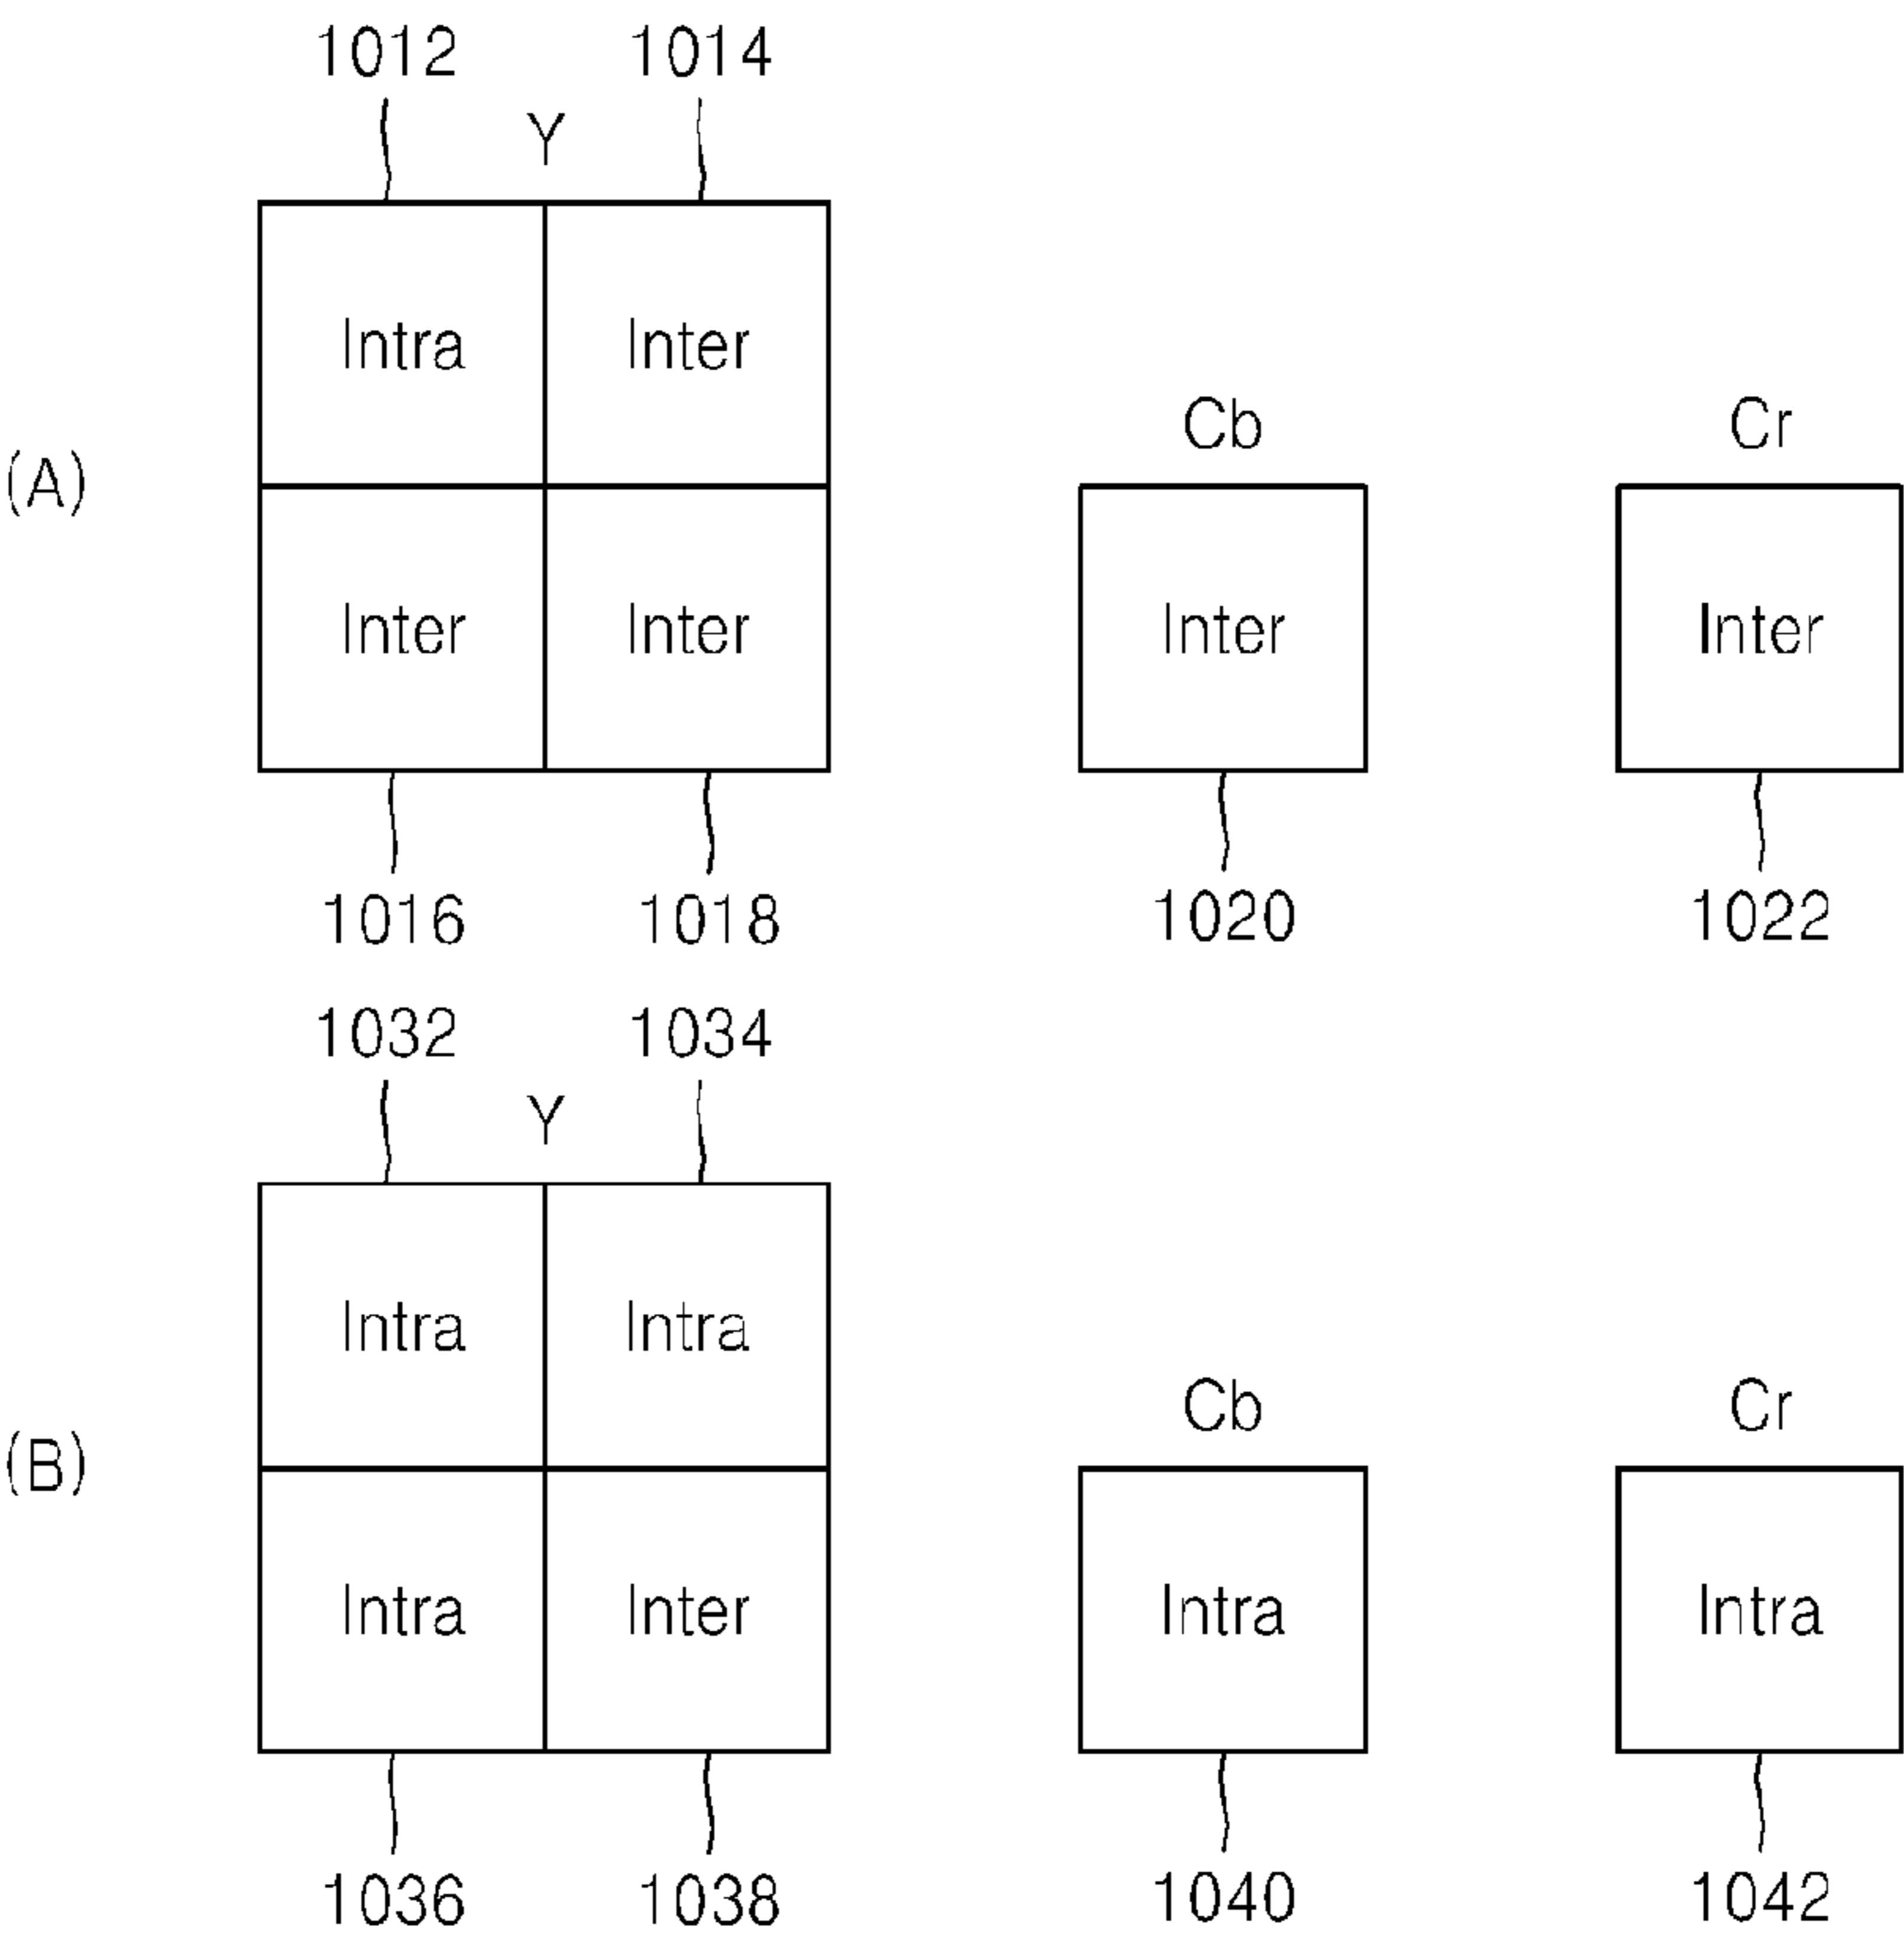 1012 1014
Y
Intra Inter
Cb Cr
(A)
Inter Inter Inter Inter
1016 1018 1020 1022
1032 1034
Y
Intra Intra
Cb Cr
(B)
Intra Inter Intra Intra
1036 1038 1040 1042